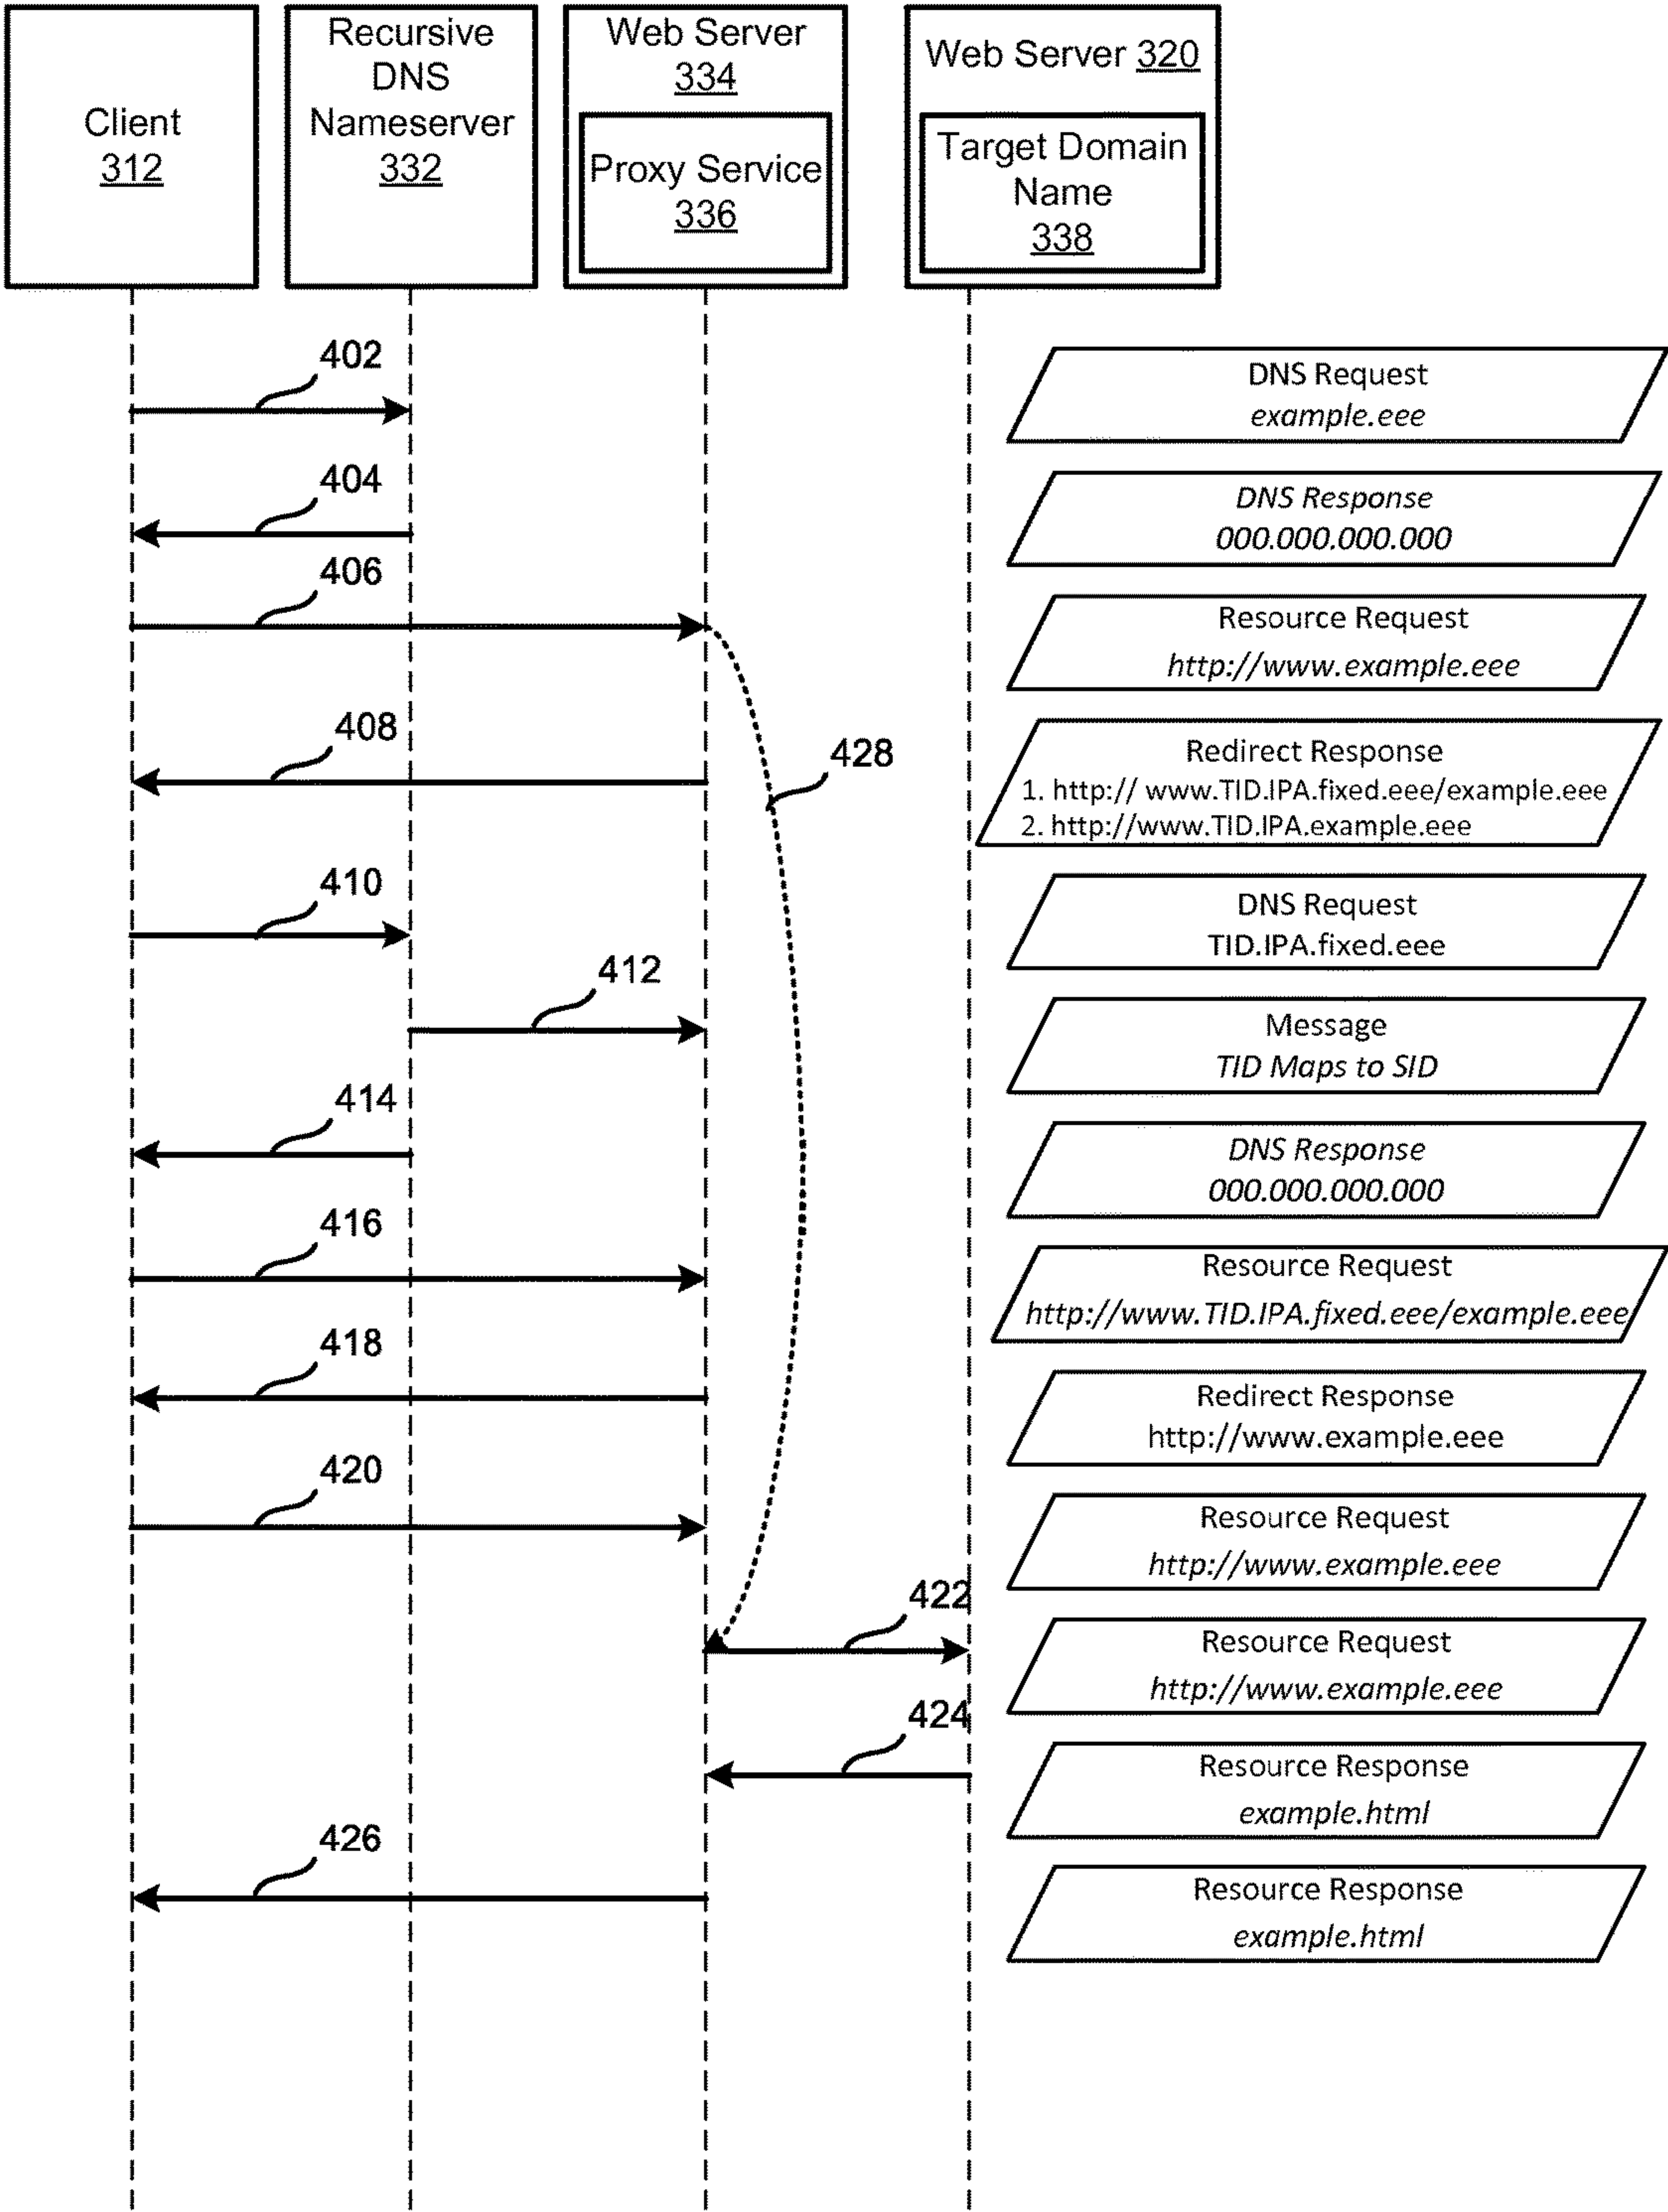 Client
312
Recursive
DNS
Nameserver
332
Web Server
334
Proxy Service
336
Web Server 320
Target Domain
Name
338
402
DNS Request
example.eee
404
DNS Response
000.000.000.000
406
Resource Request
http://www.example.eee
408
428
Redirect Response
1. http:// www.TID.IPA.fixed.eee/example.eee
2. http://www.TID.IPA.example.eee
410
DNS Request
TID.IPA.fixed.eee
412
Message
TID Maps to SID
414
DNS Response
000.000.000.000
416
Resource Request
http://www.TID.IPA.fixed.eee/example.eee
418
Redirect Response
http://www.example.eee
420
Resource Request
http://www.example.eee
422
Resource Request
http://www.example.eee
424
Resource Response
example.html
426
Resource Response
example.html